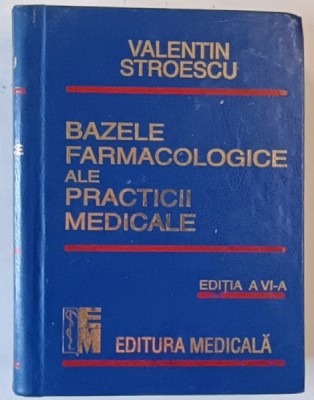 VALENTIN
STROESCU
BAZELE
FARMACOLOGICE
ALE
PRACTICII
MEDICALE
EDIȚIA A VI-A
EM
EDITURA MEDICALĂ